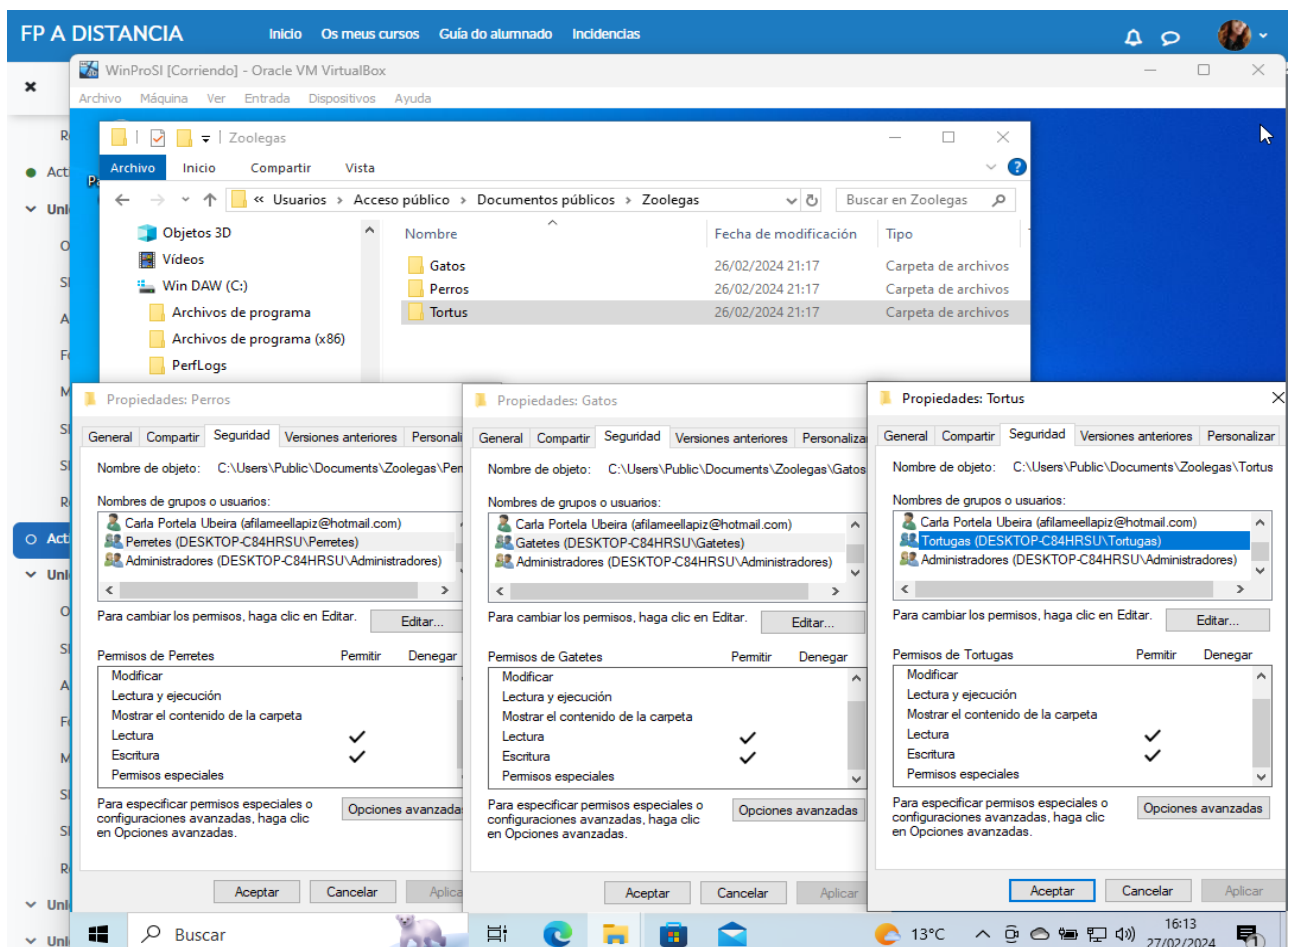 FP A DISTANCIA
Inicio Os meus cursos Guía do alumnado Incidencias
WinProSI [Corriendo] - Oracle VM VirtualBox
Archivo Máquina Ver Entrada Dispositivos Ayuda
Zoolegas
Archivo Inicio Compartir Vista
« Usuarios > Acceso público > Documentos públicos > Zoolegas
Buscar en Zoolegas
Objetos 3D
Vídeos
Win DAW (C:)
Archivos de programa
Archivos de programa (x86)
PerfLogs
Nombre Fecha de modificación Tipo
Gatos 26/02/2024 21:17 Carpeta de archivos
Perros 26/02/2024 21:17 Carpeta de archivos
Tortus 26/02/2024 21:17 Carpeta de archivos
Propiedades: Perros
General Compartir Seguridad Versiones anteriores Personali
Nombre de objeto: C:\Users\Public\Documents\Zoolegas\Per
Nombres de grupos o usuarios:
Carla Portela Ubeira (afilameellapiz@hotmail.com)
Perretes (DESKTOP-C84HRSU\Perretes)
Administradores (DESKTOP-C84HRSU\Administradores)
Para cambiar los permisos, haga clic en Editar.
Editar...
Permisos de Perretes Permitir Denegar
Modificar
Lectura y ejecución
Mostrar el contenido de la carpeta
Lectura
Escritura
Permisos especiales
Para especificar permisos especiales o
configuraciones avanzadas, haga clic
en Opciones avanzadas.
Opciones avanzadas
Aceptar Cancelar Aplica
Propiedades: Gatos
General Compartir Seguridad Versiones anteriores Personaliza
Nombre de objeto: C:\Users\Public\Documents\Zoolegas\Gatos
Nombres de grupos o usuarios:
Carla Portela Ubeira (afilameellapiz@hotmail.com)
Gatetes (DESKTOP-C84HRSU\Gatetes)
Administradores (DESKTOP-C84HRSU\Administradores)
Para cambiar los permisos, haga clic en Editar.
Editar...
Permisos de Gatetes Permitir Denegar
Modificar
Lectura y ejecución
Mostrar el contenido de la carpeta
Lectura
Escritura
Permisos especiales
Para especificar permisos especiales o
configuraciones avanzadas, haga clic
en Opciones avanzadas.
Opciones avanzadas
Aceptar Cancelar Aplicar
Propiedades: Tortus
General Compartir Seguridad Versiones anteriores Personalizar
Nombre de objeto: C:\Users\Public\Documents\Zoolegas\Tortus
Nombres de grupos o usuarios:
Carla Portela Ubeira (afilameellapiz@hotmail.com)
Tortugas (DESKTOP-C84HRSU\Tortugas)
Administradores (DESKTOP-C84HRSU\Administradores)
Para cambiar los permisos, haga clic en Editar.
Editar...
Permisos de Tortugas Permitir Denegar
Modificar
Lectura y ejecución
Mostrar el contenido de la carpeta
Lectura
Escritura
Permisos especiales
Para especificar permisos especiales o
configuraciones avanzadas, haga clic
en Opciones avanzadas.
Opciones avanzadas
Aceptar Cancelar Aplicar
Buscar
13°C
16:13
27/02/2024